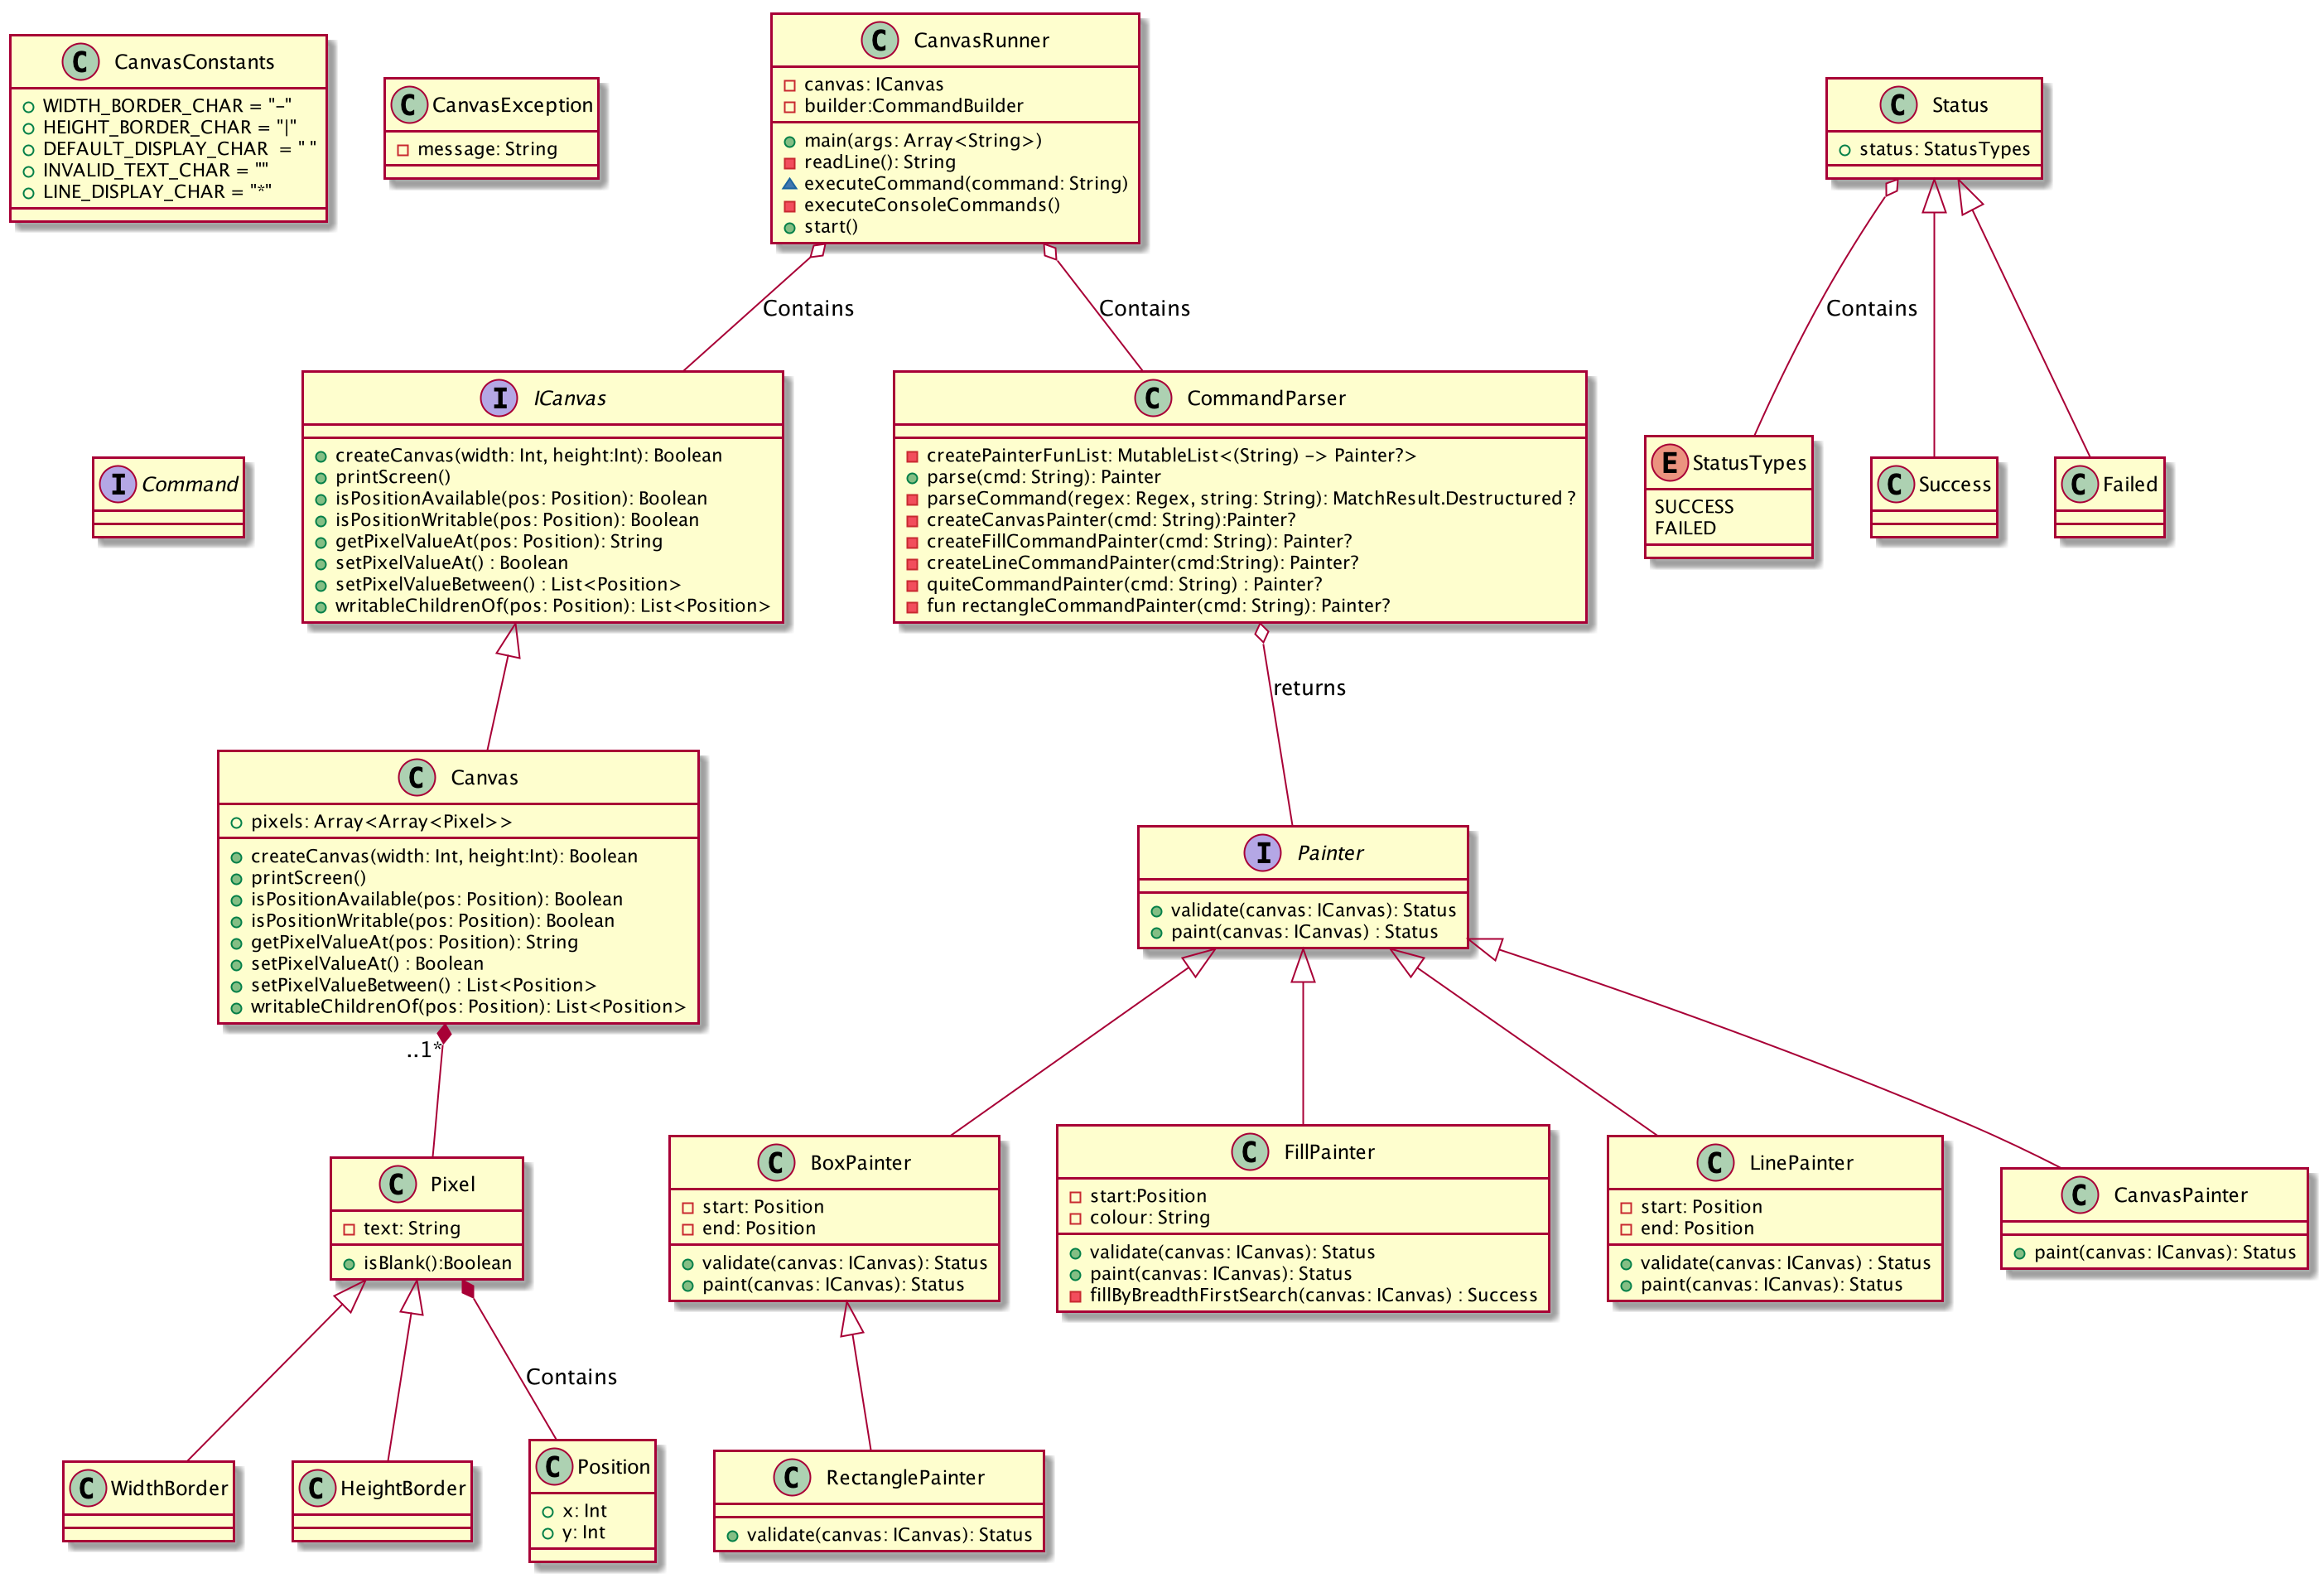 CanvasConstants
WIDTH_BORDER_CHAR = "-"
HEIGHT_BORDER_CHAR = "|"
DEFAULT_DISPLAY_CHAR  = " "
INVALID_TEXT_CHAR = ""
LINE_DISPLAY_CHAR = "*"
CanvasException
message: String
CanvasRunner
canvas: ICanvas
builder:CommandBuilder
main(args: Array<String>)
readLine(): String
executeCommand(command: String)
executeConsoleCommands()
start()
Status
status: StatusTypes
Contains
Contains
Contains
Command
ICanvas
createCanvas(width: Int, height:Int): Boolean
printScreen()
isPositionAvailable(pos: Position): Boolean
isPositionWritable(pos: Position): Boolean
getPixelValueAt(pos: Position): String
setPixelValueAt() : Boolean
setPixelValueBetween() : List<Position>
writableChildrenOf(pos: Position): List<Position>
CommandParser
createPainterFunList: MutableList<(String) -> Painter?>
parse(cmd: String): Painter
parseCommand(regex: Regex, string: String): MatchResult.Destructured ?
createCanvasPainter(cmd: String):Painter?
createFillCommandPainter(cmd: String): Painter?
createLineCommandPainter(cmd:String): Painter?
quiteCommandPainter(cmd: String) : Painter?
fun rectangleCommandPainter(cmd: String): Painter?
StatusTypes
SUCCESS
FAILED
Success
Failed
returns
Canvas
pixels: Array<Array<Pixel>>
createCanvas(width: Int, height:Int): Boolean
printScreen()
isPositionAvailable(pos: Position): Boolean
isPositionWritable(pos: Position): Boolean
getPixelValueAt(pos: Position): String
setPixelValueAt() : Boolean
setPixelValueBetween() : List<Position>
writableChildrenOf(pos: Position): List<Position>
Painter
validate(canvas: ICanvas): Status
paint(canvas: ICanvas) : Status
..1*
Pixel
text: String
isBlank():Boolean
BoxPainter
start: Position
end: Position
validate(canvas: ICanvas): Status
paint(canvas: ICanvas): Status
FillPainter
start:Position
colour: String
validate(canvas: ICanvas): Status
paint(canvas: ICanvas): Status
fillByBreadthFirstSearch(canvas: ICanvas) : Success
LinePainter
start: Position
end: Position
validate(canvas: ICanvas) : Status
paint(canvas: ICanvas): Status
CanvasPainter
paint(canvas: ICanvas): Status
Contains
WidthBorder
HeightBorder
Position
x: Int
y: Int
RectanglePainter
validate(canvas: ICanvas): Status